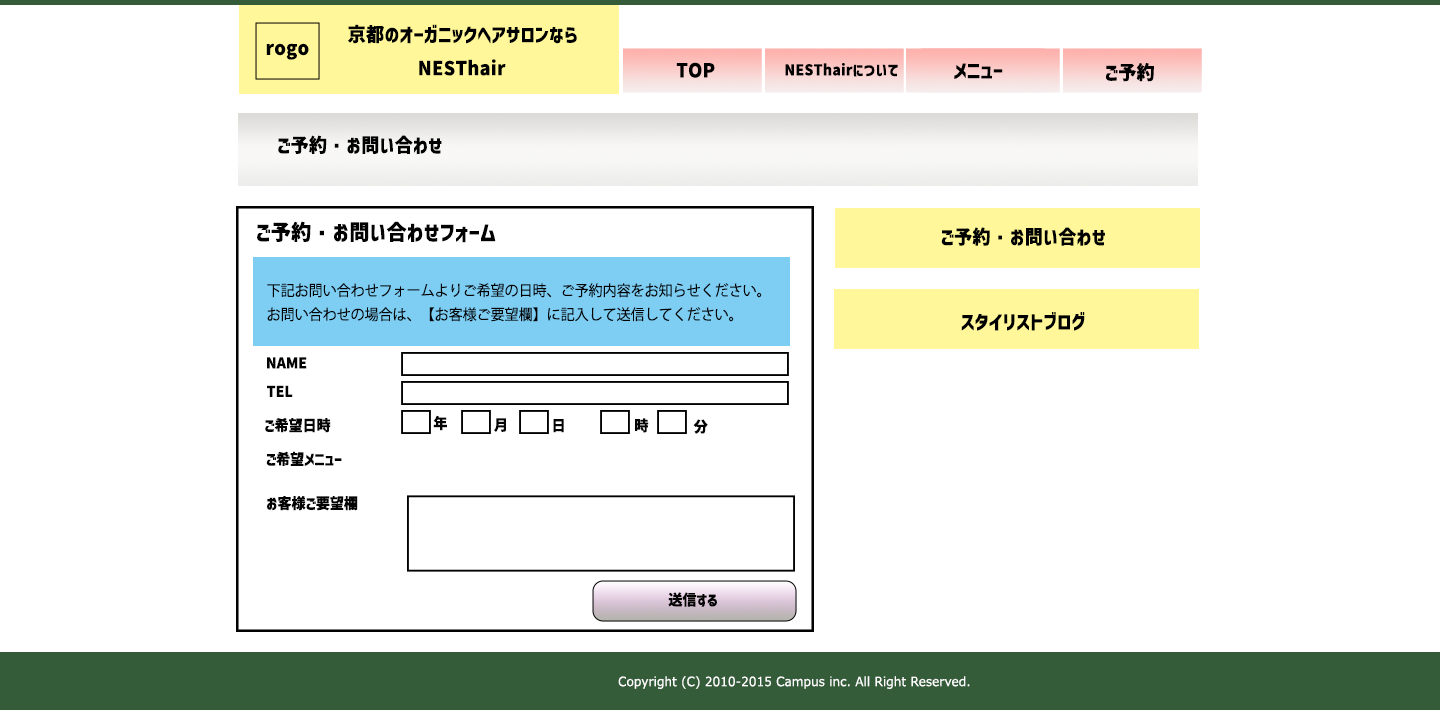 rogo
京都のオーガニックヘアサロンなら
NESThair
TOP
NESThairについて
メニュー
ご予約
ご予約・お問い合わせ
ご予約・お問い合わせフォーム
下記お問い合わせフォームよりご希望の日時、ご予約内容をお知らせください。
お問い合わせの場合は、【お客様ご要望欄】に記入して送信してください。
NAME
TEL
ご希望日時
年 月 日 時 分
ご希望メニュー
お客様ご要望欄
送信する
ご予約・お問い合わせ
スタイリストブログ
Copyright (C) 2010-2015 Campus inc. All Right Reserved.